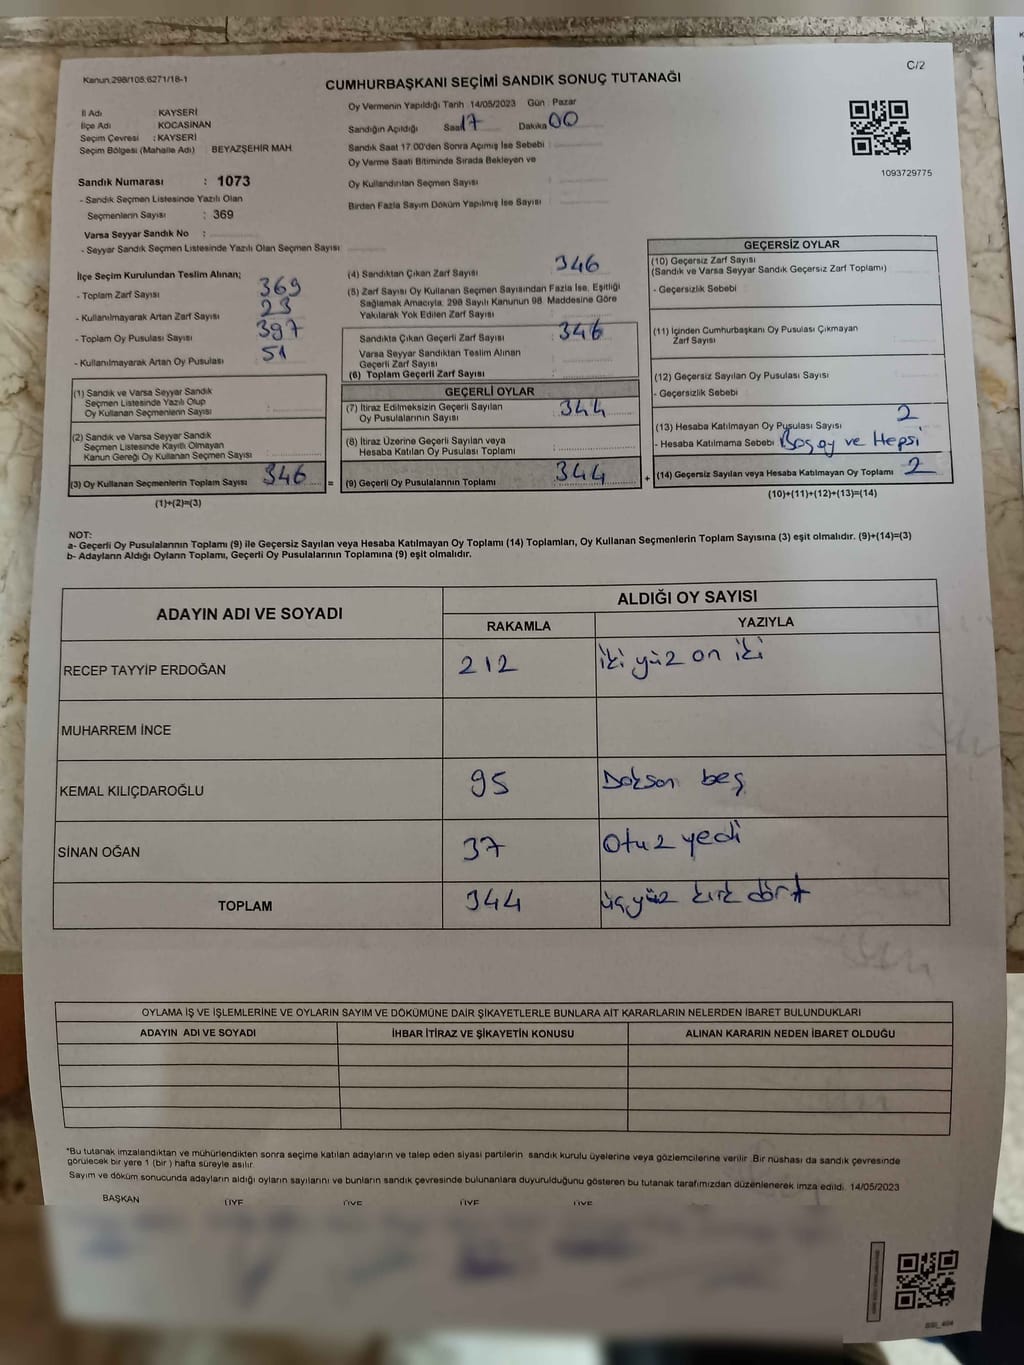 Kanun.298/105;6271/18-1
C/2
CUMHURBAŞKANI SEÇİMİ SANDIK SONUÇ TUTANAĞI
İl Adı KAYSERİ
İlçe Adı KOCASİNAN
Seçim Çevresi : KAYSERİ
Seçim Bölgesi (Mahalle Adı) BEYAZŞEHİR MAH
Sandık Numarası : 1073
- Sandık Seçmen Listesinde Yazılı Olan
Seçmenlerin Sayısı : 369
Varsa Seyyar Sandık No :
- Seyyar Sandık Seçmen Listesinde Yazılı Olan Seçmen Sayısı
Oy Vermenin Yapıldığı Tarih 14/05/2023 Gün : Pazar
Sandığın Açıldığı Saat 17 Dakika 00
Sandık Saat 17.00'den Sonra Açımış İse Sebebi :
Oy Verme Saati Bitiminde Sırada Bekleyen ve
Oy Kullandırılan Seçmen Sayısı :
Birden Fazla Sayım Döküm Yapılmış İse Sayısı :
1093729775
İlçe Seçim Kurulundan Teslim Alınan;
- Toplam Zarf Sayısı 369
- Kullanılmayarak Artan Zarf Sayısı 23
- Toplam Oy Pusulası Sayısı 397
- Kullanılmayarak Artan Oy Pusulası 51
(1) Sandık ve Varsa Seyyar Sandık
Seçmen Listesinde Yazılı Olup
Oy Kullanan Seçmenlerin Sayısı :
(2) Sandık ve Varsa Seyyar Sandık
Seçmen Listesinde Kayıtlı Olmayan
Kanun Gereği Oy Kullanan Seçmen Sayısı :
(3) Oy Kullanan Seçmenlerin Toplam Sayısı 346
(1)+(2)=(3)
=
(4) Sandıktan Çıkan Zarf Sayısı 346
(5) Zarf Sayısı Oy Kullanan Seçmen Sayısından Fazla İse, Eşitliği
Sağlamak Amacıyla, 298 Sayılı Kanunun 98. Maddesine Göre
Yakılarak Yok Edilen Zarf Sayısı
Sandıkta Çıkan Geçerli Zarf Sayısı 346
Varsa Seyyar Sandıktan Teslim Alınan
Geçerli Zarf Sayısı
(6) Toplam Geçerli Zarf Sayısı
GEÇERLİ OYLAR
(7) İtiraz Edilmeksizin Geçerli Sayılan
Oy Pusulalarının Sayısı 344
(8) İtiraz Üzerine Geçerli Sayılan veya
Hesaba Katılan Oy Pusulası Toplamı
(9) Geçerli Oy Pusulalarının Toplamı 344
+
GEÇERSİZ OYLAR
(10) Geçersiz Zarf Sayısı
(Sandık ve Varsa Seyyar Sandık Geçersiz Zarf Toplamı)
- Geçersizlik Sebebi
(11) İçinden Cumhurbaşkanı Oy Pusulası Çıkmayan
Zarf Sayısı
(12) Geçersiz Sayılan Oy Pusulası Sayısı
- Geçersizlik Sebebi
(13) Hesaba Katılmayan Oy Pusulası Sayısı 2
- Hesaba Katılmama Sebebi Boş oy ve Hepsi
(14) Geçersiz Sayılan veya Hesaba Katılmayan Oy Toplamı 2
(10)+(11)+(12)+(13)=(14)
NOT:
a- Geçerli Oy Pusulalarının Toplamı (9) ile Geçersiz Sayılan veya Hesaba Katılmayan Oy Toplamı (14) Toplamları, Oy Kullanan Seçmenlerin Toplam Sayısına (3) eşit olmalıdır. (9)+(14)=(3)
b- Adayların Aldığı Oyların Toplamı, Geçerli Oy Pusulalarının Toplamına (9) eşit olmalıdır.
ADAYIN ADI VE SOYADI ALDIĞI OY SAYISI
RAKAMLA YAZIYLA
RECEP TAYYİP ERDOĞAN 212 iki yüz on iki
MUHARREM İNCE
KEMAL KILIÇDAROĞLU 95 Doksan beş
SİNAN OĞAN 37 Otuz yedi
TOPLAM 344 üçyüz kırk dört
OYLAMA İŞ VE İŞLEMLERİNE VE OYLARIN SAYIM VE DÖKÜMÜNE DAİR ŞİKAYETLERLE BUNLARA AİT KARARLARIN NELERDEN İBARET BULUNDUKLARI
ADAYIN ADI VE SOYADI İHBAR İTİRAZ VE ŞİKAYETİN KONUSU ALINAN KARARIN NEDEN İBARET OLDUĞU
*Bu tutanak imzalandıktan ve mühürlendikten sonra seçime katılan adayların ve talep eden siyasi partilerin sandık kurulu üyelerine veya gözlemcilerine verilir. Bir nüshası da sandık çevresinde
görülecek bir yere 1 (bir) hafta süreyle asılır.
Sayım ve döküm sonucunda adayların aldığı oyların sayılarını ve bunların sandık çevresinde bulunanlara duyurulduğunu gösteren bu tutanak tarafımızdan düzenlenerek imza edildi. 14/05/2023
BAŞKAN ÜYE ÜYE ÜYE ÜYE